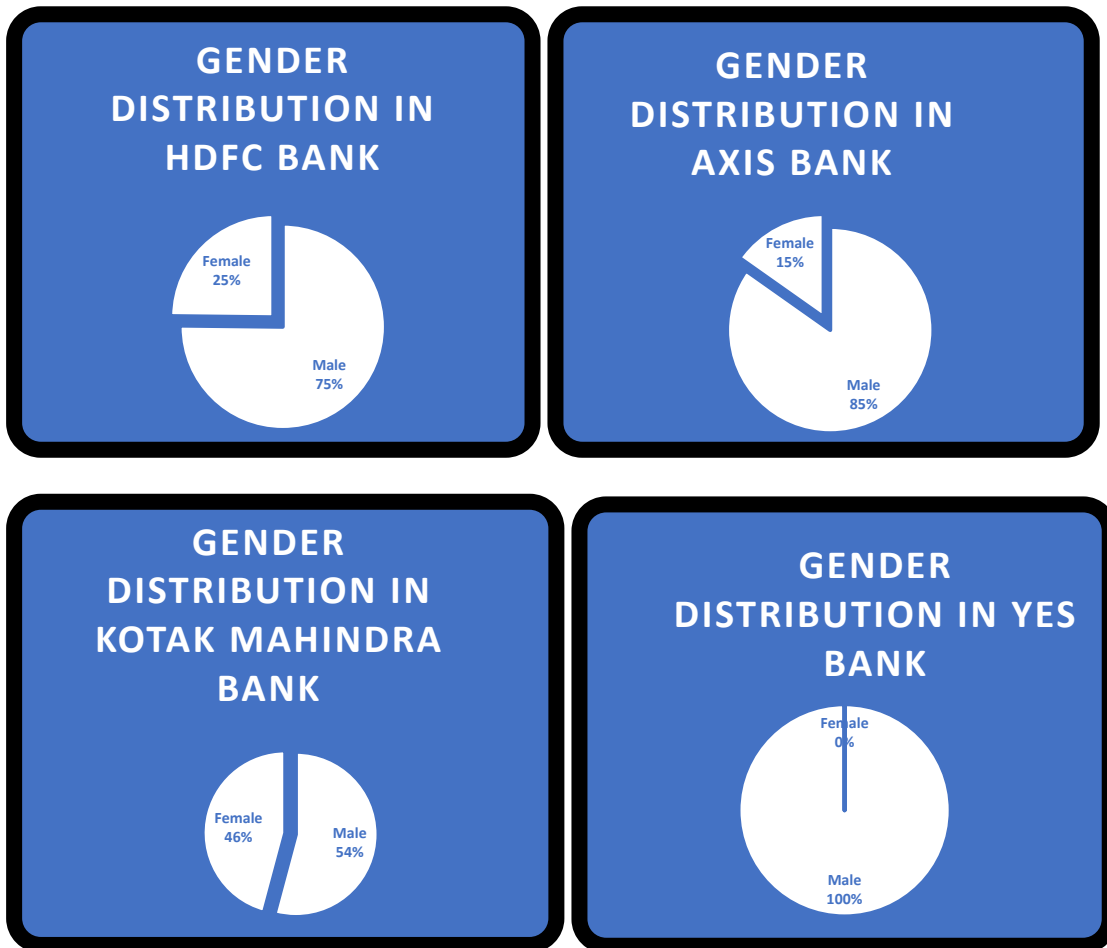 GENDER
DISTRIBUTION IN
HDFC BANK
Female
25%
Male
75%
GENDER
DISTRIBUTION IN
AXIS BANK
Female
15%
Male
85%
GENDER
DISTRIBUTION IN
KOTAK MAHINDRA
BANK
Female
46%
Male
54%
GENDER
DISTRIBUTION IN YES
BANK
Female
0%
Male
100%